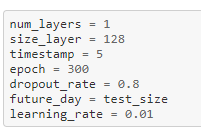 num_layers = 1
size_layer = 128
timestamp = 5
epoch = 300
dropout_rate = 0.8
future_day = test_size
learning_rate = 0.01